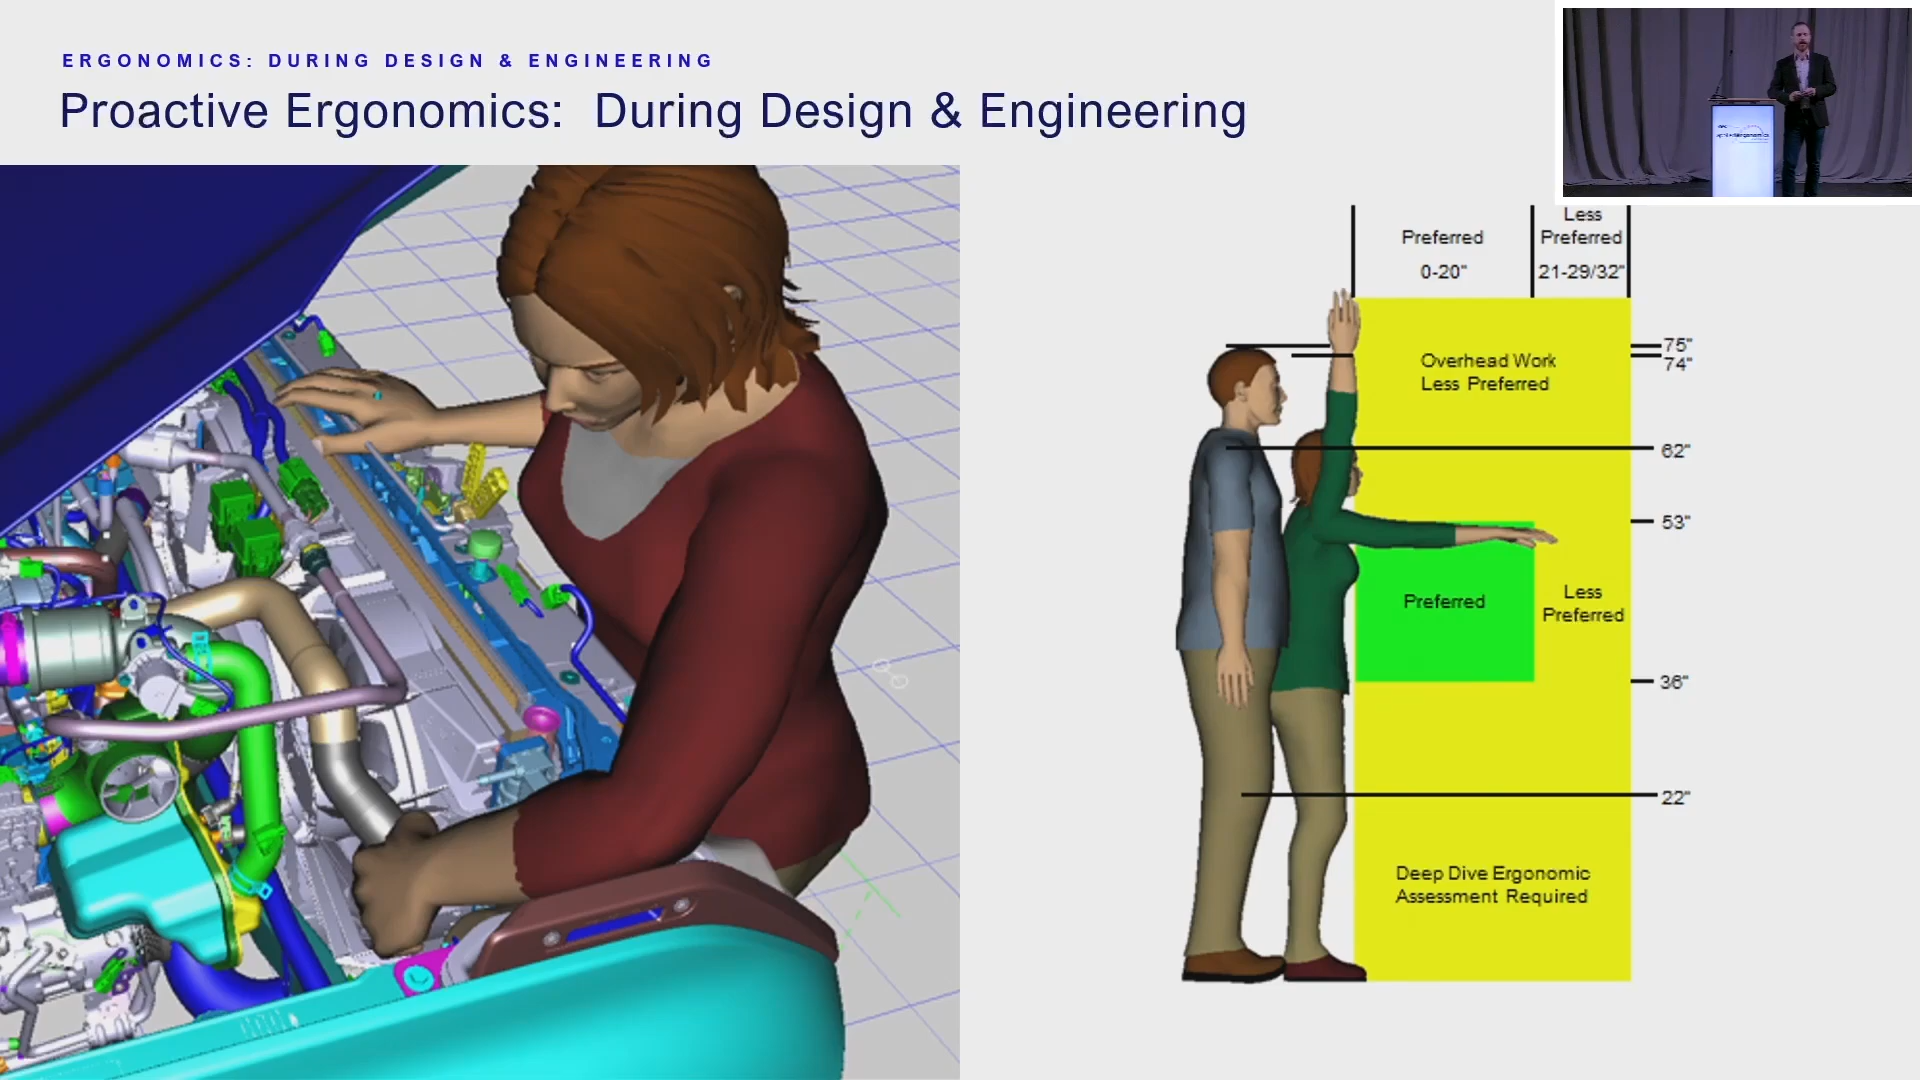 ERGONOMICS: DURING DESIGN & ENGINEERING
Proactive Ergonomics: During Design & Engineering
Less
Preferred
Preferred
0-20"
21-29/32"
75"
74"
Overhead Work
Less Preferred
62"
53"
Preferred
Less
Preferred
36"
22"
Deep Dive Ergonomic
Assessment Required